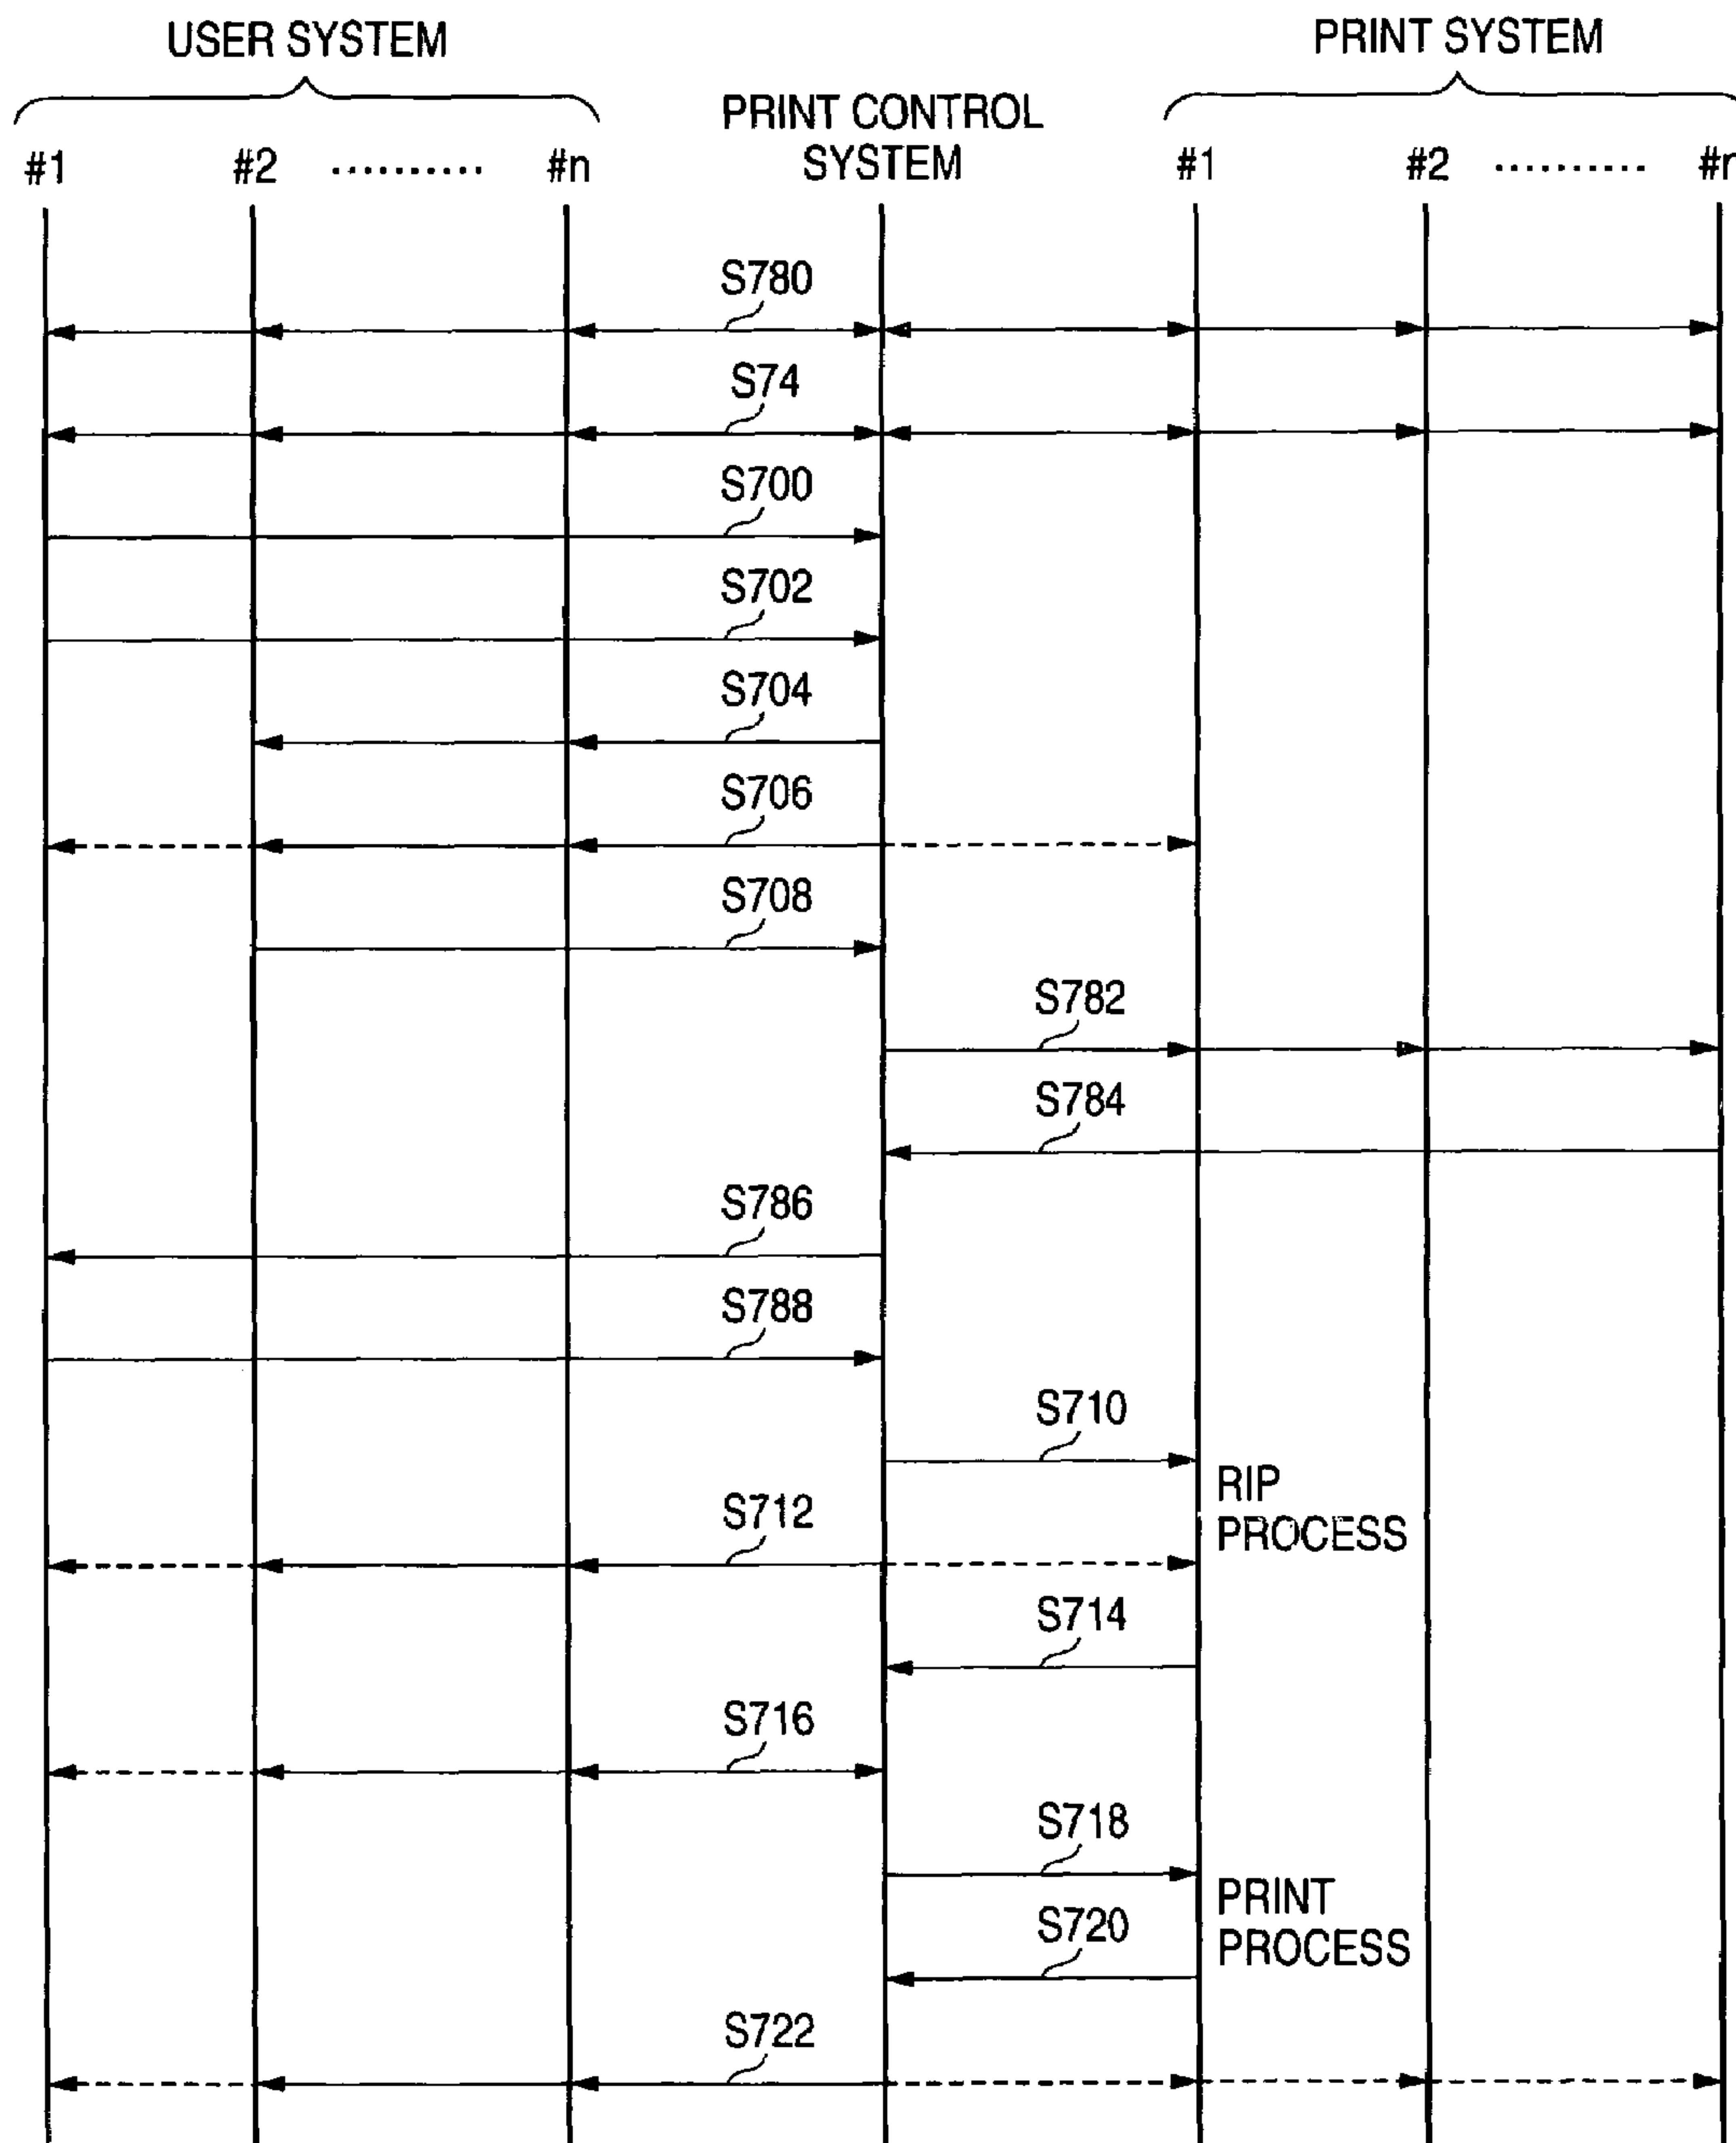 USER SYSTEM
PRINT SYSTEM
PRINT CONTROL
SYSTEM
#1 #2 .......... #n #1 #2 ..........
S780
S74
S700
S702
S704
S706
S708
S782
S784
S786
S788
S710
RIP
PROCESS
S712
S714
S716
S718
PRINT
PROCESS
S720
S722